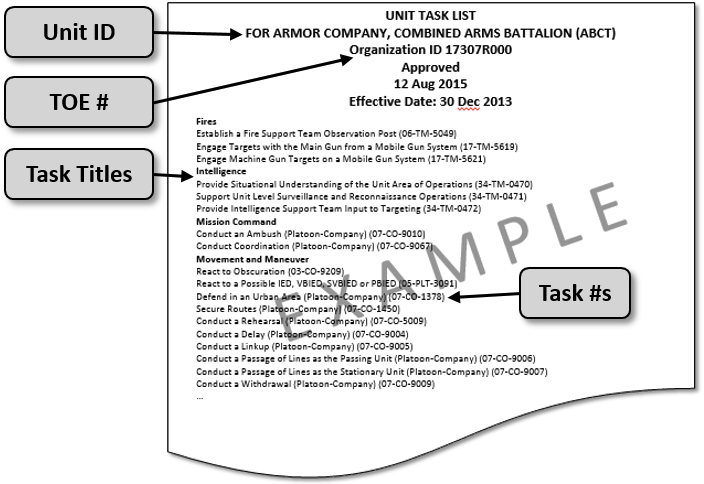 Unit ID
TOE #
Task Titles
Task #s
UNIT TASK LIST
FOR ARMOR COMPANY, COMBINED ARMS BATTALION (ABCT)
Organization ID 17307R000
Approved
12 Aug 2015
Effective Date: 30 Dec 2013
Fires
Establish a Fire Support Team Observation Post (06-TM-5049)
Engage Targets with the Main Gun from a Mobile Gun System (17-TM-5619)
Engage Machine Gun Targets on a Mobile Gun System (17-TM-5621)
Intelligence
Provide Situational Understanding of the Unit Area of Operations (34-TM-0470)
Support Unit Level Surveillance and Reconnaissance Operations (34-TM-0471)
Provide Intelligence Support Team Input to Targeting (34-TM-0472)
Mission Command
Conduct an Ambush (Platoon-Company) (07-CO-9010)
Conduct Coordination (Platoon-Company) (07-CO-9067)
Movement and Maneuver
React to Obscuration (03-CO-9209)
React to a Possible IED, VBIED, SVBIED or PBIED (05-PLT-3091)
Defend in an Urban Area (Platoon-Company) (07-CO-1378)
Secure Routes (Platoon-Company) (07-CO-1450)
Conduct a Rehearsal (Platoon-Company) (07-CO-5009)
Conduct a Delay (Platoon-Company) (07-CO-9004)
Conduct a Linkup (Platoon-Company) (07-CO-9005)
Conduct a Passage of Lines as the Passing Unit (Platoon-Company) (07-CO-9006)
Conduct a Passage of Lines as the Stationary Unit (Platoon-Company) (07-CO-9007)
Conduct a Withdrawal (Platoon-Company) (07-CO-9009)
...
EXAMPLE